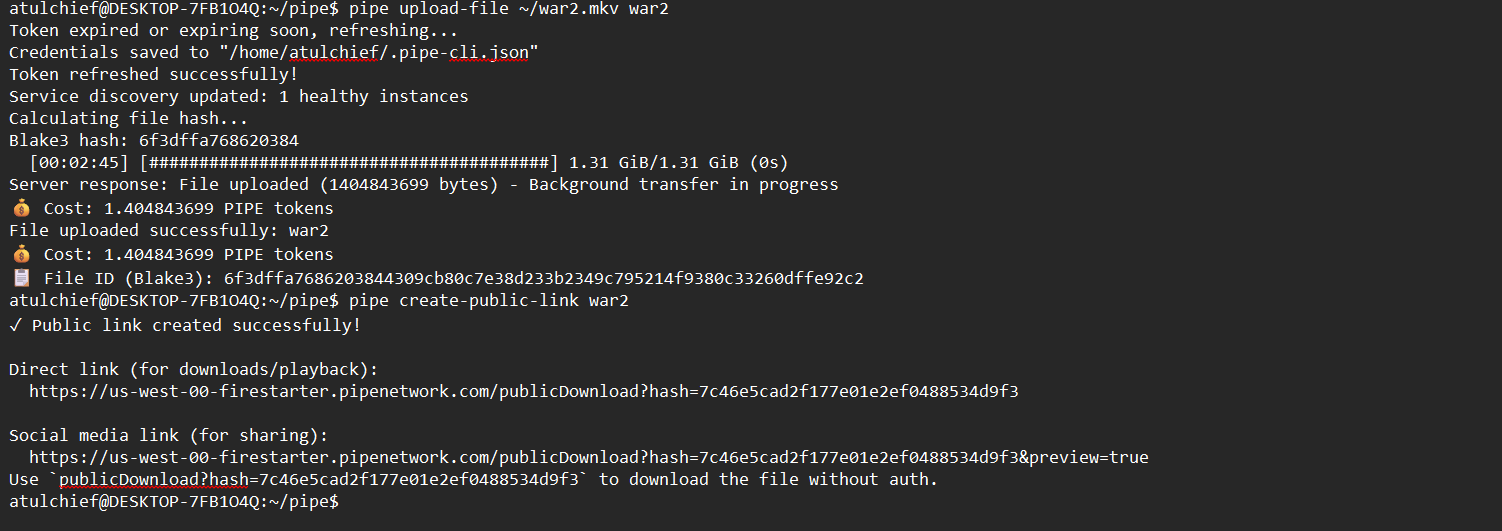 atulchief@DESKTOP-7FB1O4Q:~/pipe$ pipe upload-file ~/war2.mkv war2
Token expired or expiring soon, refreshing...
Credentials saved to "/home/atulchief/.pipe-cli.json"
Token refreshed successfully!
Service discovery updated: 1 healthy instances
Calculating file hash...
Blake3 hash: 6f3dffa768620384
[00:02:45] [########################################] 1.31 GiB/1.31 GiB (0s)
Server response: File uploaded (1404843699 bytes) - Background transfer in progress
💰 Cost: 1.404843699 PIPE tokens
File uploaded successfully: war2
💰 Cost: 1.404843699 PIPE tokens
📋 File ID (Blake3): 6f3dffa7686203844309cb80c7e38d233b2349c795214f9380c33260dffe92c2
atulchief@DESKTOP-7FB1O4Q:~/pipe$ pipe create-public-link war2
✓ Public link created successfully!
Direct link (for downloads/playback):
https://us-west-00-firestarter.pipenetwork.com/publicDownload?hash=7c46e5cad2f177e01e2ef0488534d9f3
Social media link (for sharing):
https://us-west-00-firestarter.pipenetwork.com/publicDownload?hash=7c46e5cad2f177e01e2ef0488534d9f3&preview=true
Use `publicDownload?hash=7c46e5cad2f177e01e2ef0488534d9f3` to download the file without auth.
atulchief@DESKTOP-7FB1O4Q:~/pipe$